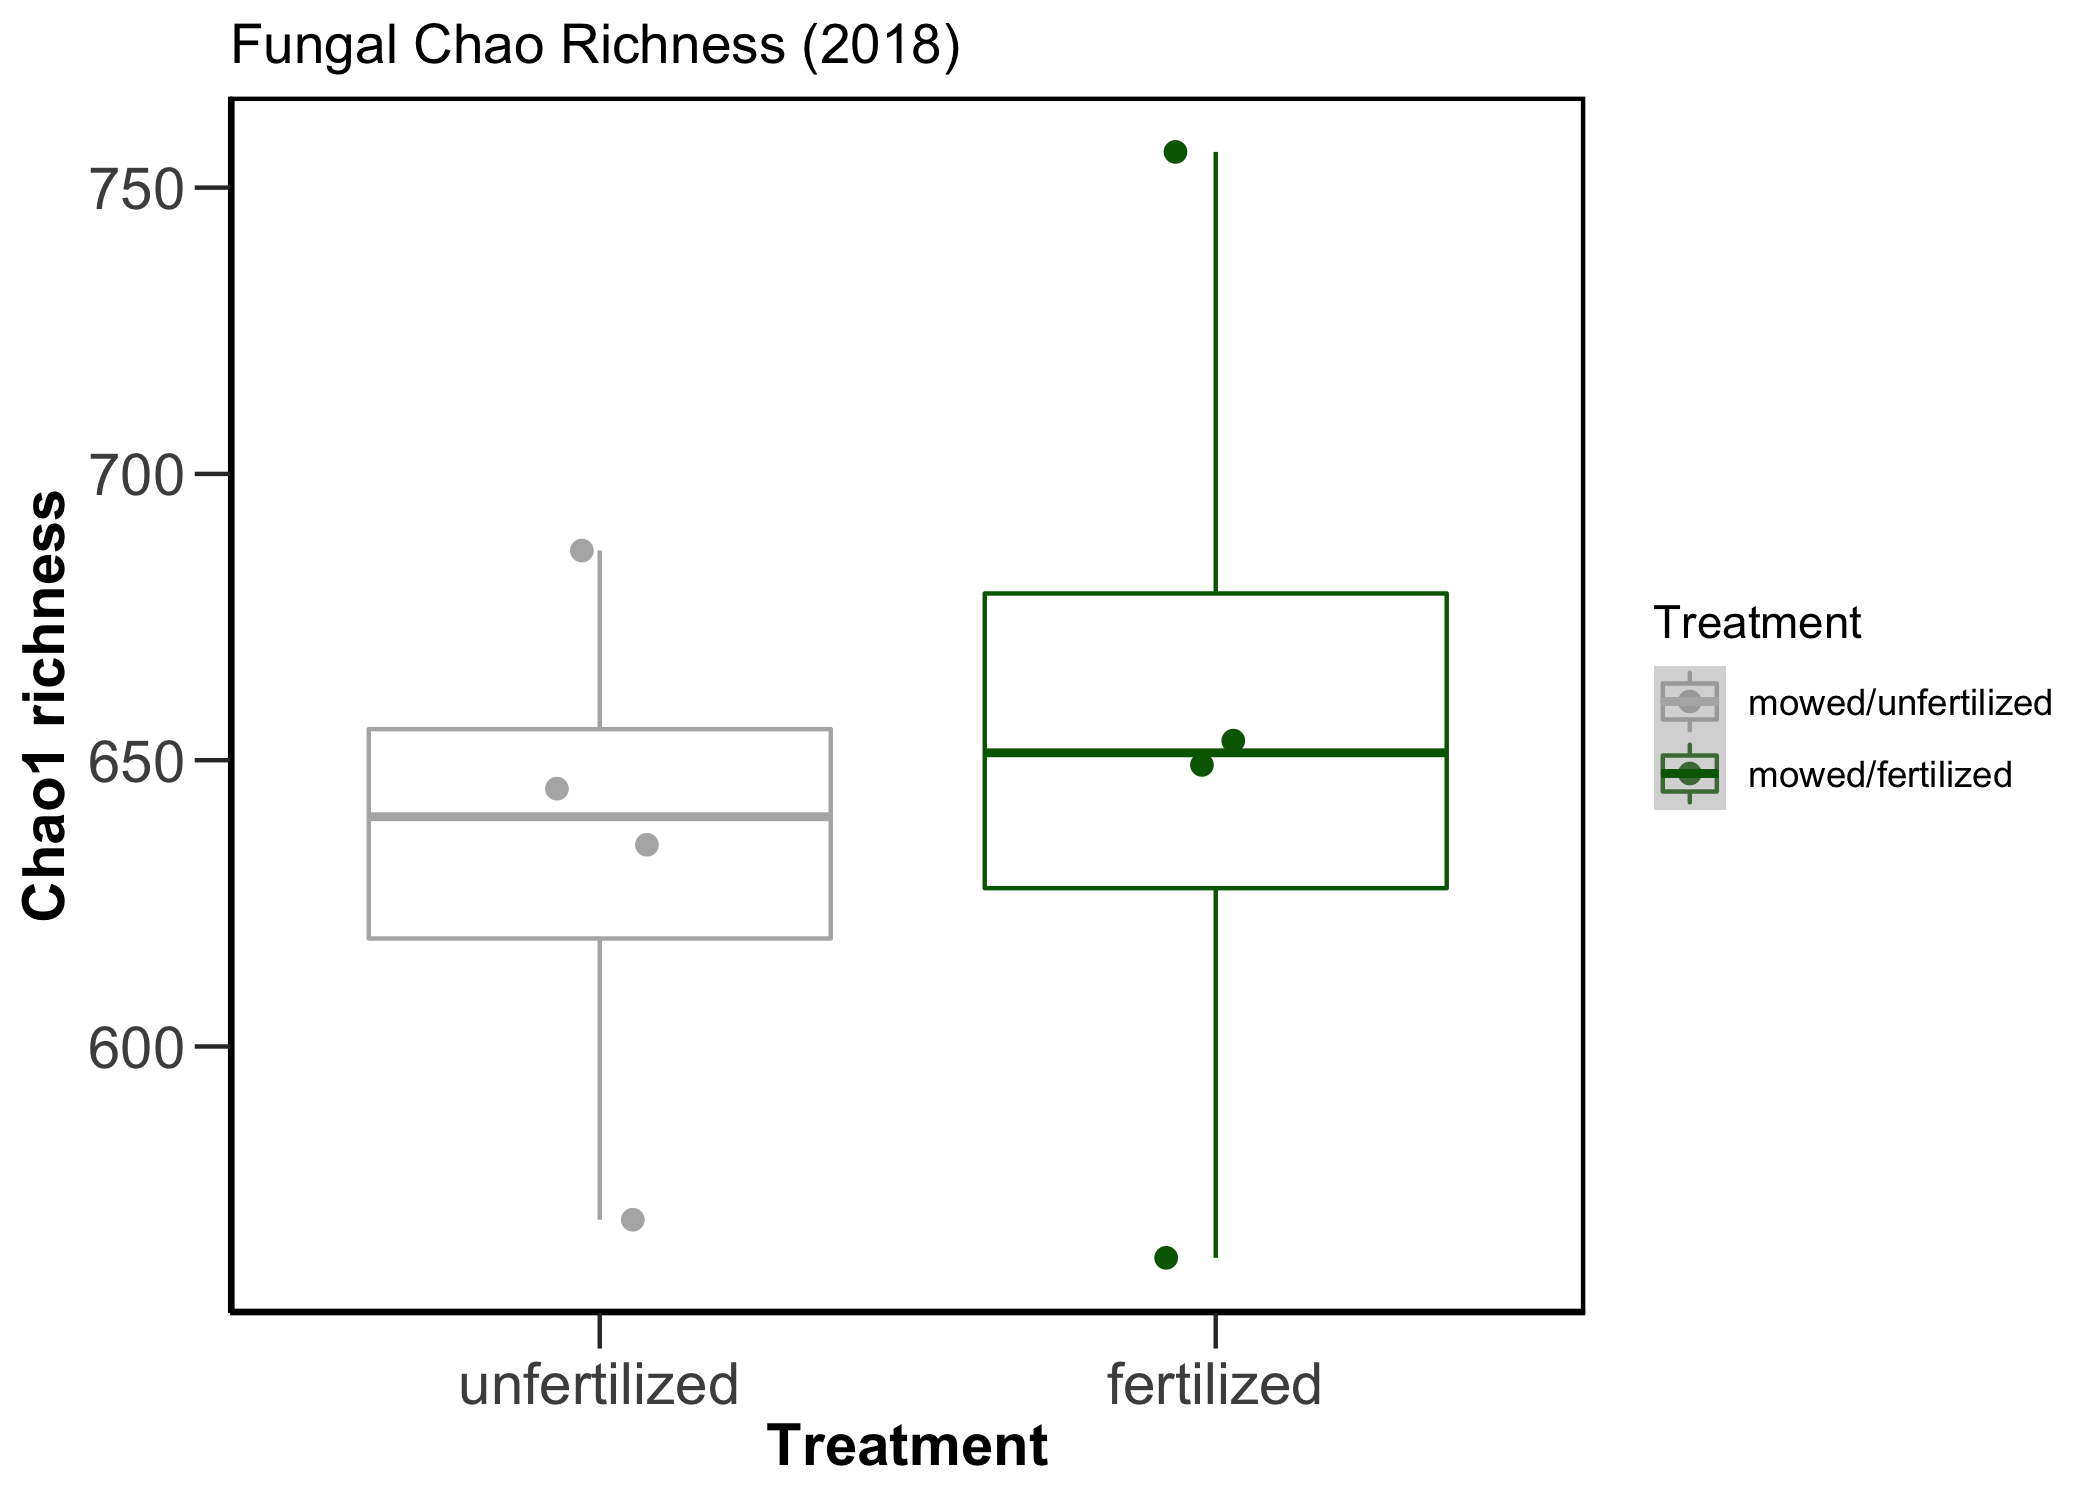 Fungal Chao Richness (2018)
Chao1 richness
750
700
650
600
unfertilized
fertilized
Treatment
Treatment
mowed/unfertilized
mowed/fertilized